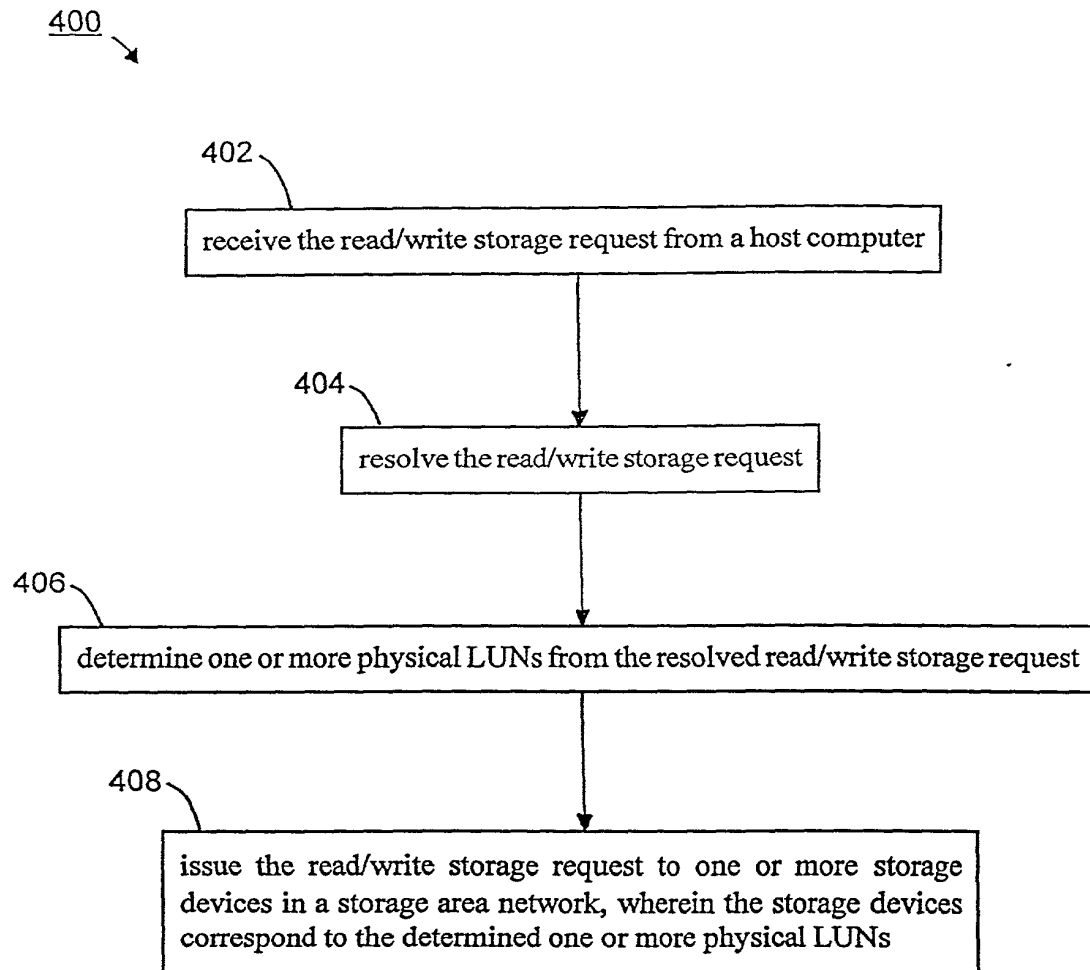 400
402
receive the read/write storage request from a host computer
404
resolve the read/write storage request
406
determine one or more physical LUNs from the resolved read/write storage request
408
issue the read/write storage request to one or more storage
devices in a storage area network, wherein the storage devices
correspond to the determined one or more physical LUNs